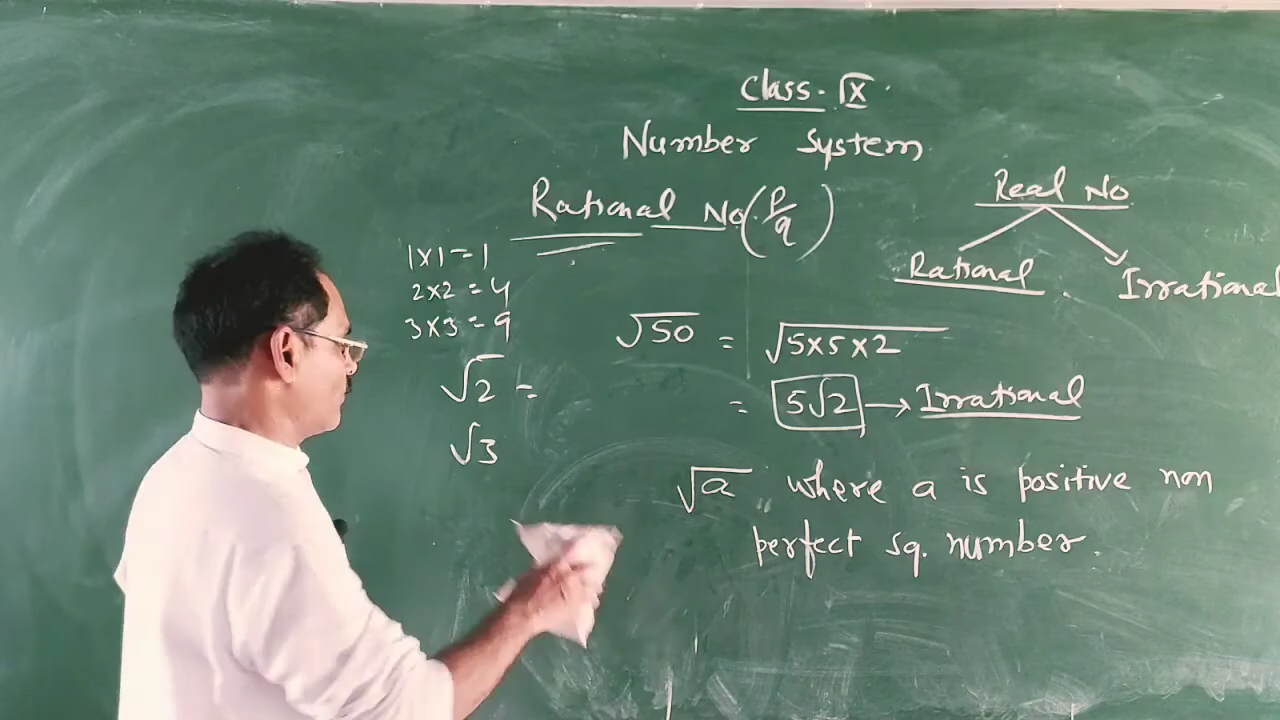 Class. IX.
Number System
Rational No. (P/q)
Real No
Rational
Irrational
1x1=1
2x2=4
3x3=9
√2 =
√3
√50 = √5x5x2
= 5√2 → Irrational
√a where a is positive non
perfect sq. number.